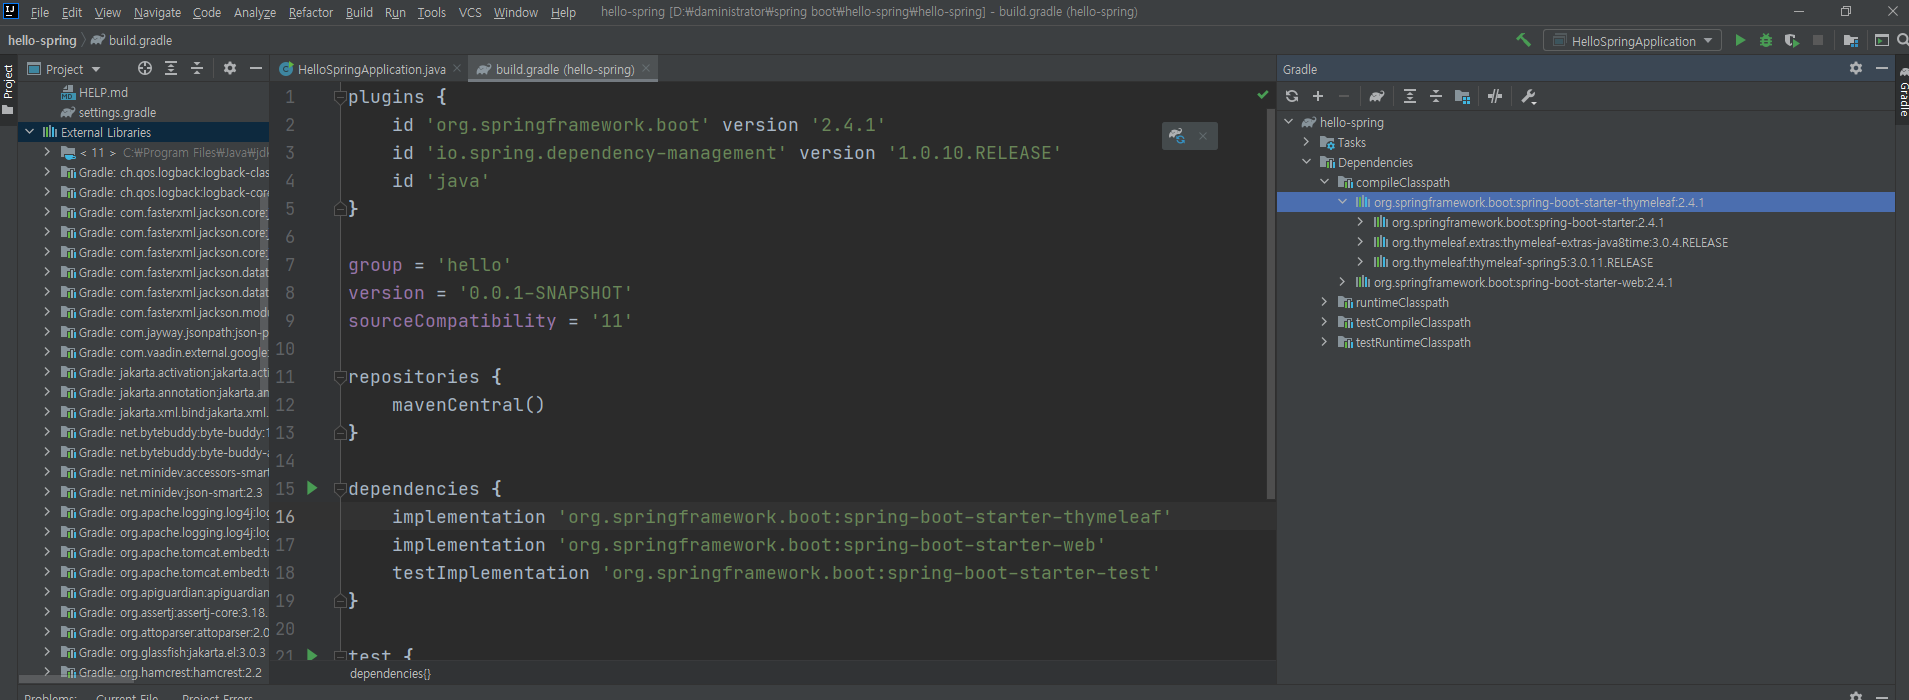 File Edit View Navigate Code Analyze Refactor Build Run Tools VCS Window Help hello-spring [D:₩daministrator₩spring boot₩hello-spring₩hello-spring] - build.gradle (hello-spring)
hello-spring build.gradle HelloSpringApplication
Project
Project
HELP.md
settings.gradle
External Libraries
< 11 > C:₩Program Files₩Java₩jdk
Gradle: ch.qos.logback:logback-clas
Gradle: ch.qos.logback:logback-core
Gradle: com.fasterxml.jackson.core:
Gradle: com.fasterxml.jackson.core:
Gradle: com.fasterxml.jackson.core:
Gradle: com.fasterxml.jackson.datat
Gradle: com.fasterxml.jackson.datat
Gradle: com.fasterxml.jackson.modu
Gradle: com.jayway.jsonpath:json-p
Gradle: com.vaadin.external.google:
Gradle: jakarta.activation:jakarta.acti
Gradle: jakarta.annotation:jakarta.an
Gradle: jakarta.xml.bind:jakarta.xml.
Gradle: net.bytebuddy:byte-buddy:1
Gradle: net.bytebuddy:byte-buddy-a
Gradle: net.minidev:accessors-smart
Gradle: net.minidev:json-smart:2.3
Gradle: org.apache.logging.log4j:log
Gradle: org.apache.logging.log4j:log
Gradle: org.apache.tomcat.embed:to
Gradle: org.apache.tomcat.embed:to
Gradle: org.apiguardian:apiguardian
Gradle: org.assertj:assertj-core:3.18.
Gradle: org.attoparser:attoparser:2.0
Gradle: org.glassfish:jakarta.el:3.0.3
Gradle: org.hamcrest:hamcrest:2.2
HelloSpringApplication.java build.gradle (hello-spring)
1 plugins {
2 id 'org.springframework.boot' version '2.4.1'
3 id 'io.spring.dependency-management' version '1.0.10.RELEASE'
4 id 'java'
5 }
6
7 group = 'hello'
8 version = '0.0.1-SNAPSHOT'
9 sourceCompatibility = '11'
10
11 repositories {
12 mavenCentral()
13 }
14
15 dependencies {
16 implementation 'org.springframework.boot:spring-boot-starter-thymeleaf'
17 implementation 'org.springframework.boot:spring-boot-starter-web'
18 testImplementation 'org.springframework.boot:spring-boot-starter-test'
19 }
20
21 test {
dependencies{}
Gradle
hello-spring
Tasks
Dependencies
compileClasspath
org.springframework.boot:spring-boot-starter-thymeleaf:2.4.1
org.springframework.boot:spring-boot-starter:2.4.1
org.thymeleaf.extras:thymeleaf-extras-java8time:3.0.4.RELEASE
org.thymeleaf:thymeleaf-spring5:3.0.11.RELEASE
org.springframework.boot:spring-boot-starter-web:2.4.1
runtimeClasspath
testCompileClasspath
testRuntimeClasspath
Gradle
Problems: Current File Project Errors